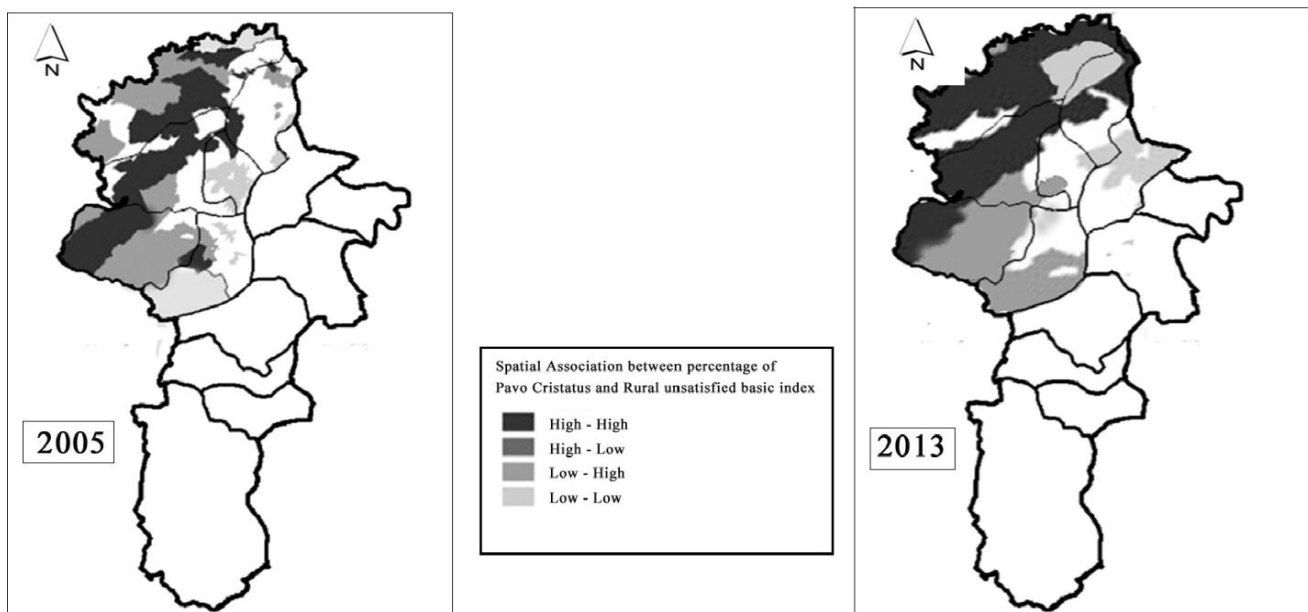 N
N
Spatial Association between percentage of
Pavo Cristatus and Rural unsatisfied basic index
High - High
High - Low
Low - High
Low - Low
2005
2013